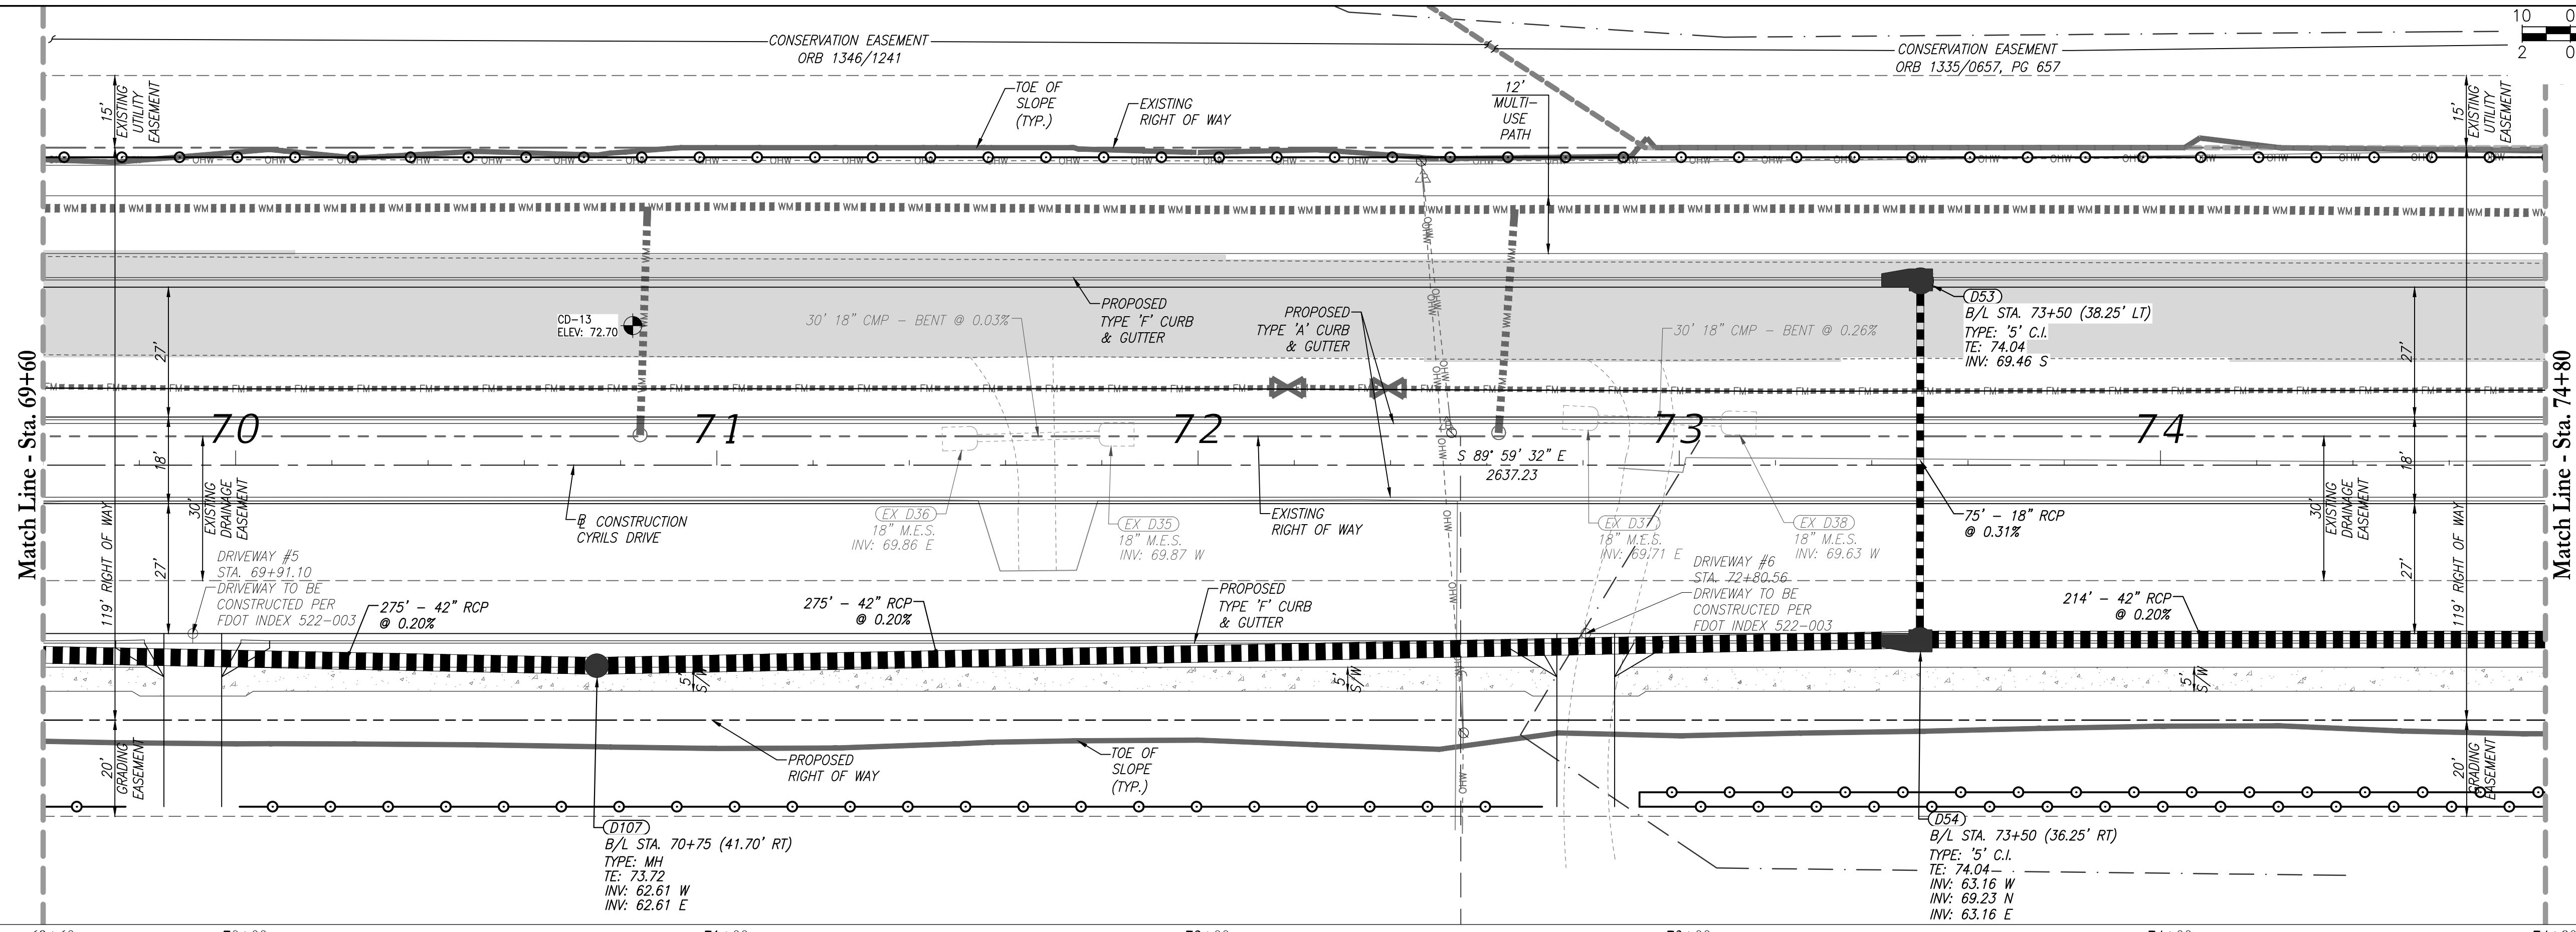 CONSERVATION EASEMENT
ORB 1346/1241
CONSERVATION EASEMENT
ORB 1335/0657, PG 657
10 0
2 0
15'
EXISTING
UTILITY
EASEMENT
TOE OF
SLOPE
(TYP.)
EXISTING
RIGHT OF WAY
12'
MULTI-
USE
PATH
15'
EXISTING
UTILITY
EASEMENT
CD-13
ELEV: 72.70
PROPOSED
TYPE 'F' CURB
& GUTTER
30' 18" CMP - BENT @ 0.03%
PROPOSED
TYPE 'A' CURB
& GUTTER
30' 18" CMP - BENT @ 0.26%
D53
B/L STA. 73+50 (38.25' LT)
TYPE: '5' C.I.
TE: 74.04
INV: 69.46 S
Match Line - Sta. 69+60
27'
18'
27'
119' RIGHT OF WAY
30'
EXISTING
DRAINAGE
EASEMENT
70
71
72
73
74
S 89° 59' 32" E
2637.23
B/L CONSTRUCTION
CYRILS DRIVE
EX D36
18" M.E.S.
INV: 69.86 E
EX D35
18" M.E.S.
INV: 69.87 W
EXISTING
RIGHT OF WAY
EX D37
18" M.E.S.
INV: 69.71 E
EX D38
18" M.E.S.
INV: 69.63 W
75' - 18" RCP
@ 0.31%
30'
EXISTING
DRAINAGE
EASEMENT
27'
18'
27'
119' RIGHT OF WAY
Match Line - Sta. 74+80
DRIVEWAY #5
STA. 69+91.10
DRIVEWAY TO BE
CONSTRUCTED PER
FDOT INDEX 522-003
275' - 42" RCP
@ 0.20%
275' - 42" RCP
@ 0.20%
PROPOSED
TYPE 'F' CURB
& GUTTER
DRIVEWAY #6
STA. 72+80.56
DRIVEWAY TO BE
CONSTRUCTED PER
FDOT INDEX 522-003
214' - 42" RCP
@ 0.20%
5'
S/W
5'
S/W
5'
S/W
20'
GRADING
EASEMENT
PROPOSED
RIGHT OF WAY
TOE OF
SLOPE
(TYP.)
20'
GRADING
EASEMENT
D107
B/L STA. 70+75 (41.70' RT)
TYPE: MH
TE: 73.72
INV: 62.61 W
INV: 62.61 E
D54
B/L STA. 73+50 (36.25' RT)
TYPE: '5' C.I.
TE: 74.04
INV: 63.16 W
INV: 69.23 N
INV: 63.16 E